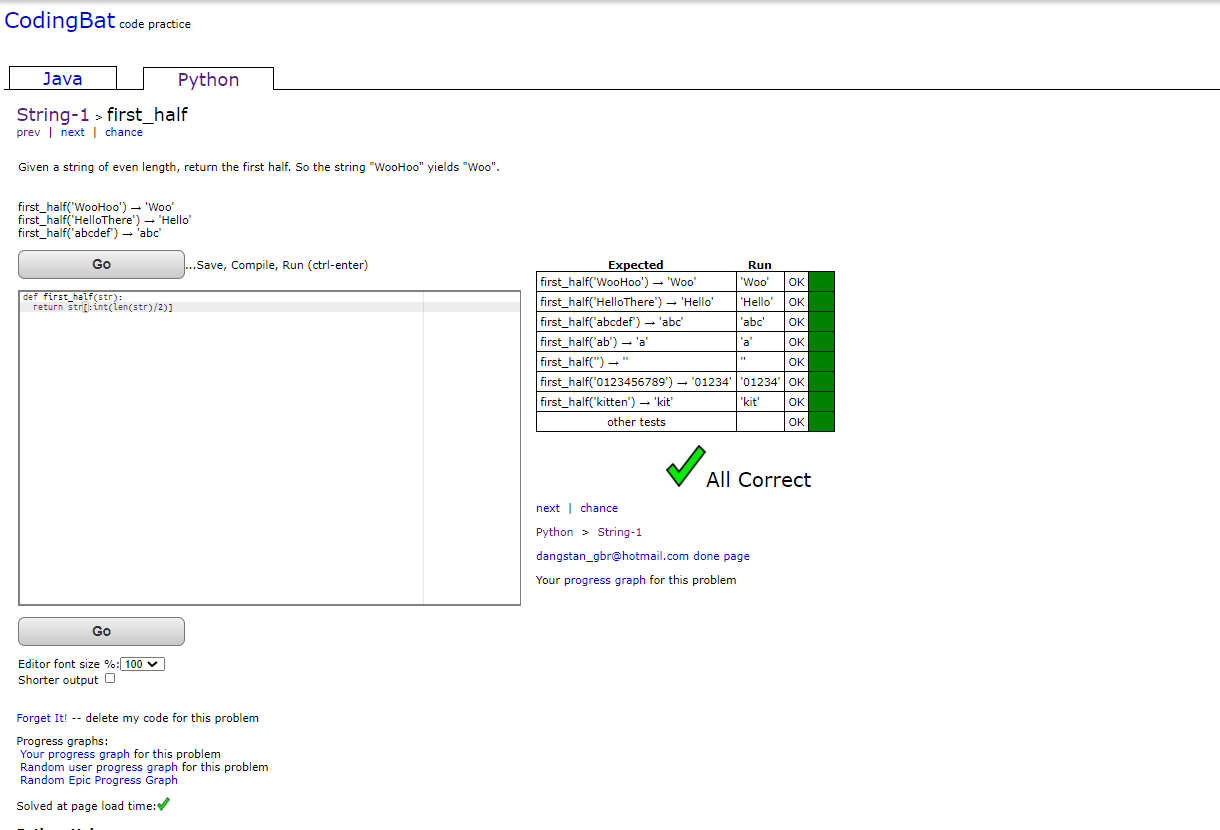 CodingBat code practice
Java
Python
String-1 > first_half
prev | next | chance
Given a string of even length, return the first half. So the string "WooHoo" yields "Woo".
first_half('WooHoo') → 'Woo'
first_half('HelloThere') → 'Hello'
first_half('abcdef') → 'abc'
Go
...Save, Compile, Run (ctrl-enter)
def first_half(str):
return str[:int(len(str)/2)]
Go
Editor font size %: 100
Shorter output
Forget It! -- delete my code for this problem
Progress graphs:
Your progress graph for this problem
Random user progress graph for this problem
Random Epic Progress Graph
Solved at page load time:
Expected Run
first_half('WooHoo') → 'Woo' 'Woo' OK
first_half('HelloThere') → 'Hello' 'Hello' OK
first_half('abcdef') → 'abc' 'abc' OK
first_half('ab') → 'a' 'a' OK
first_half('') → '' '' OK
first_half('0123456789') → '01234' '01234' OK
first_half('kitten') → 'kit' 'kit' OK
other tests OK
All Correct
next | chance
Python > String-1
dangstan_gbr@hotmail.com done page
Your progress graph for this problem